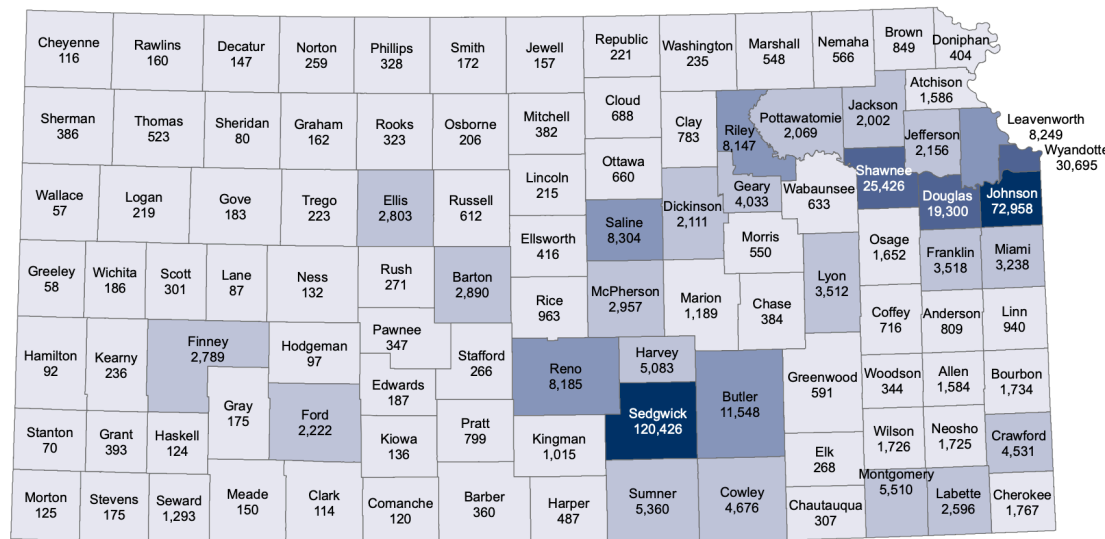 Cheyenne
116
Rawlins
160
Decatur
147
Norton
259
Phillips
328
Smith
172
Jewell
157
Republic
221
Washington
235
Marshall
548
Nemaha
566
Brown
849
Doniphan
404
Atchison
1,586
Sherman
386
Thomas
523
Sheridan
80
Graham
162
Rooks
323
Osborne
206
Mitchell
382
Cloud
688
Clay
783
Riley
8,147
Pottawatomie
2,069
Jackson
2,002
Jefferson
2,156
Leavenworth
8,249
Wyandotte
30,695
Ottawa
660
Wallace
57
Logan
219
Gove
183
Trego
223
Ellis
2,803
Russell
612
Lincoln
215
Saline
8,304
Dickinson
2,111
Geary
4,033
Wabaunsee
633
Shawnee
25,426
Douglas
19,300
Johnson
72,958
Ellsworth
416
Morris
550
Osage
1,652
Franklin
3,518
Miami
3,238
Greeley
58
Wichita
186
Scott
301
Lane
87
Ness
132
Rush
271
Barton
2,890
Rice
963
McPherson
2,957
Marion
1,189
Chase
384
Lyon
3,512
Coffey
716
Anderson
809
Linn
940
Pawnee
347
Hamilton
92
Kearny
236
Finney
2,789
Hodgeman
97
Stafford
266
Edwards
187
Reno
8,185
Harvey
5,083
Butler
11,548
Greenwood
591
Woodson
344
Allen
1,584
Bourbon
1,734
Gray
175
Ford
2,222
Sedgwick
120,426
Stanton
70
Grant
393
Haskell
124
Kiowa
136
Pratt
799
Kingman
1,015
Elk
268
Wilson
1,726
Neosho
1,725
Crawford
4,531
Morton
125
Stevens
175
Seward
1,293
Meade
150
Clark
114
Comanche
120
Barber
360
Harper
487
Sumner
5,360
Cowley
4,676
Chautauqua
307
Montgomery
5,510
Labette
2,596
Cherokee
1,767